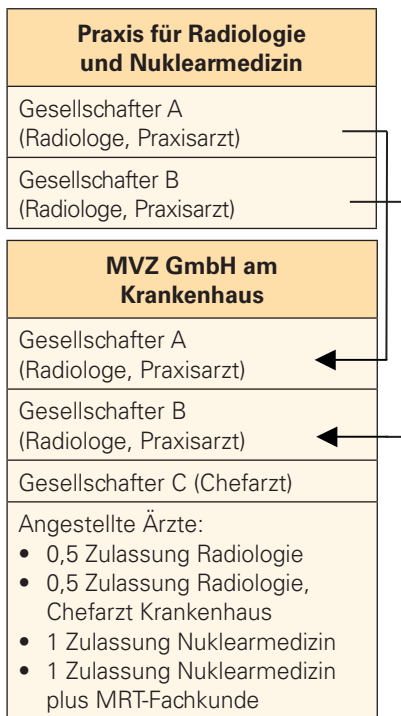 Praxis für Radiologie
und Nuklearmedizin
Gesellschafter A
(Radiologe, Praxisarzt)
Gesellschafter B
(Radiologe, Praxisarzt)
MVZ GmbH am
Krankenhaus
Gesellschafter A
(Radiologe, Praxisarzt)
Gesellschafter B
(Radiologe, Praxisarzt)
Gesellschafter C (Chefarzt)
Angestellte Ärzte:
• 0,5 Zulassung Radiologie
• 0,5 Zulassung Radiologie,
Chefarzt Krankenhaus
• 1 Zulassung Nuklearmedizin
• 1 Zulassung Nuklearmedizin
plus MRT-Fachkunde